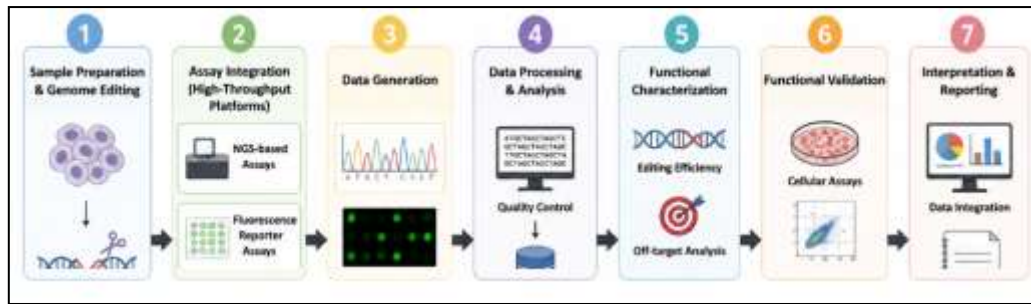 1
Sample Preparation
& Genome Editing
2
Assay Integration
(High-Throughput
Platforms)
NGS-based
Assays
Fluorescence
Reporter
Assays
3
Data Generation
4
Data Processing
& Analysis
Quality Control
5
Functional
Characterization
Editing Efficiency
Off-target Analysis
6
Functional Validation
Cellular Assays
7
Interpretation &
Reporting
Data Integration